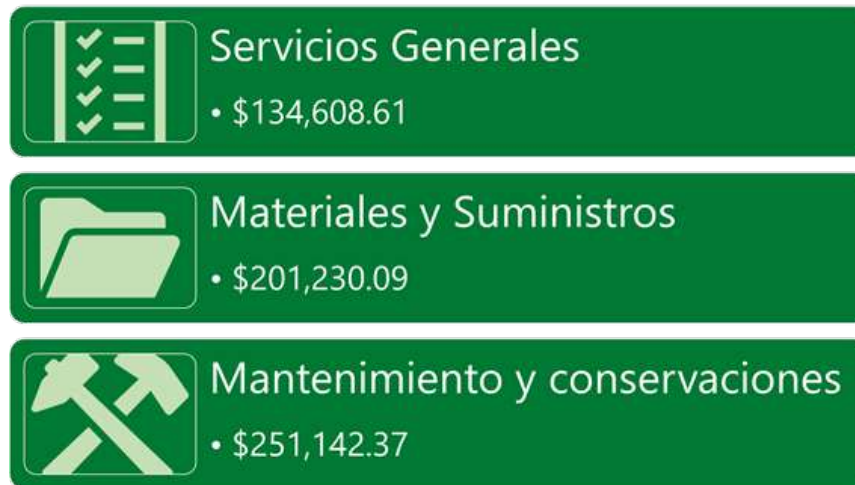 Servicios Generales
• $134,608.61
Materiales y Suministros
• $201,230.09
Mantenimiento y conservaciones
• $251,142.37